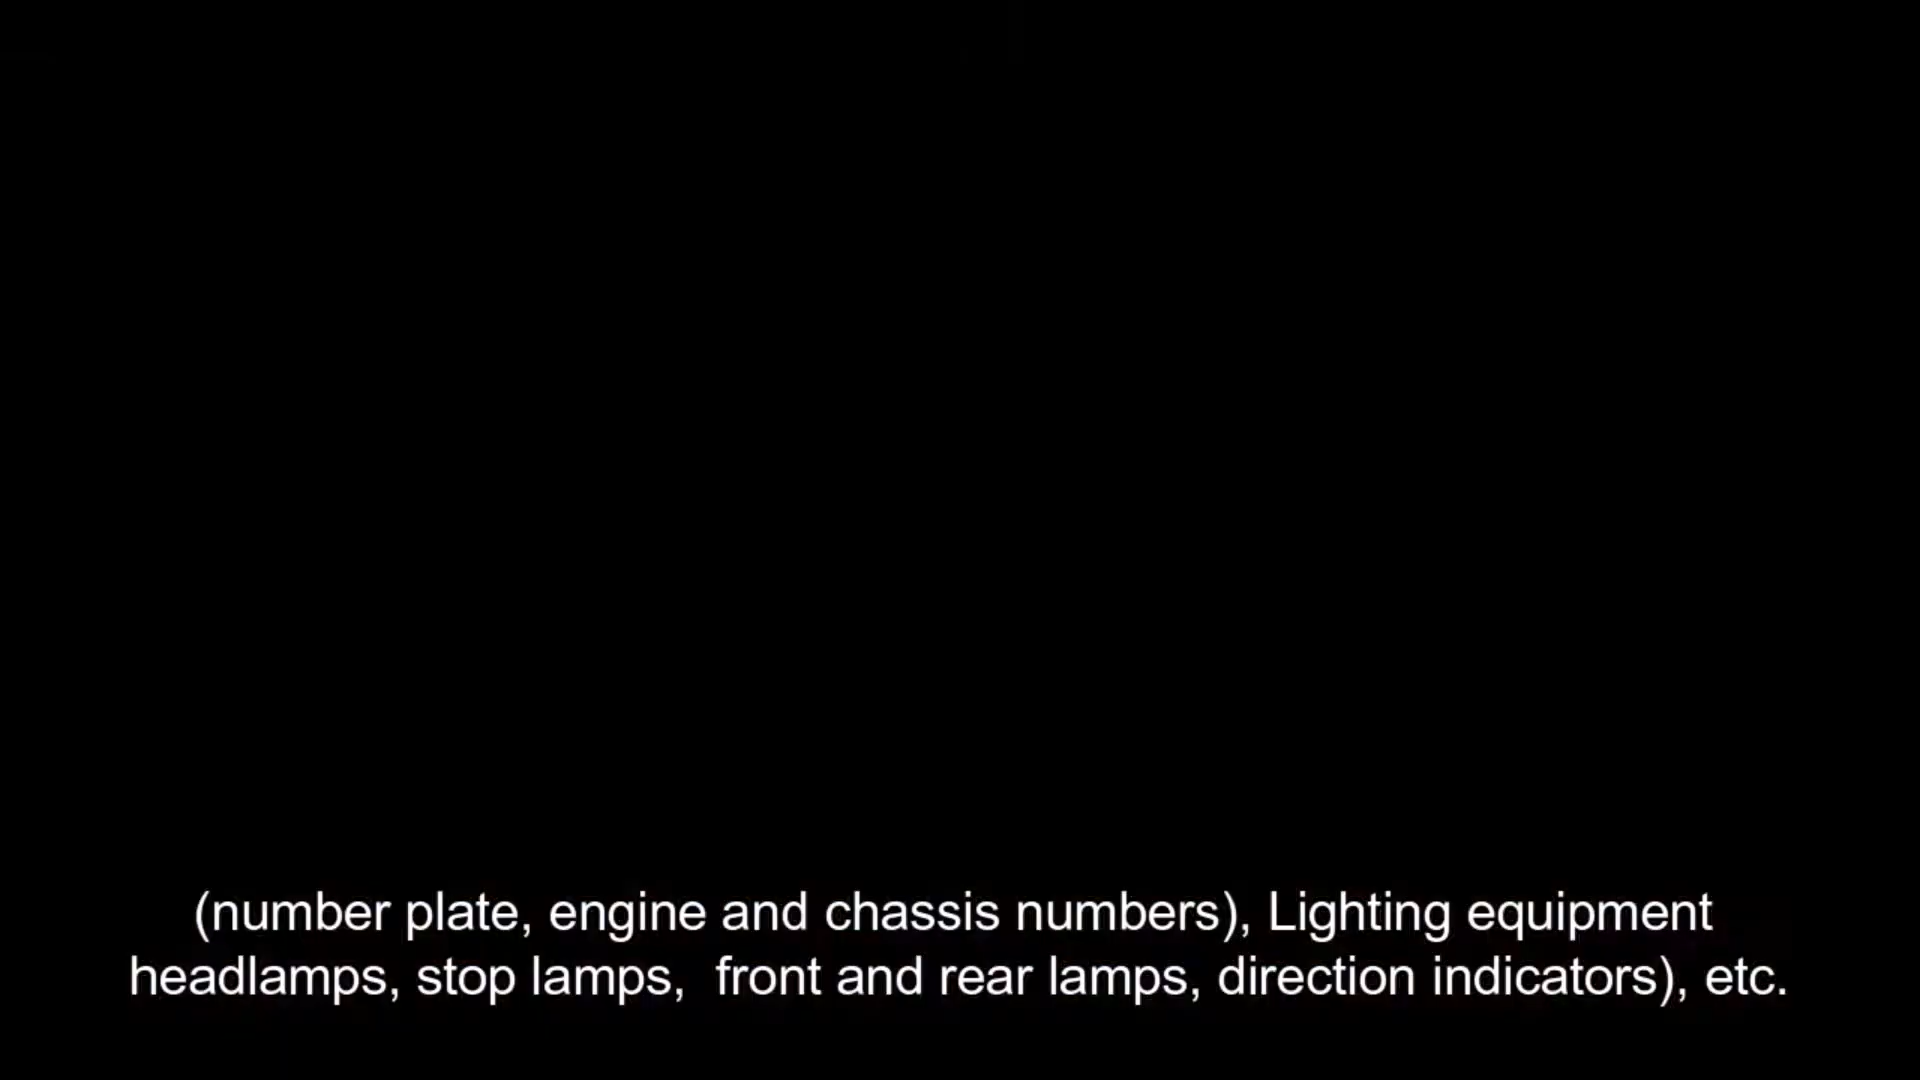 (number plate, engine and chassis numbers), Lighting equipment
headlamps, stop lamps,  front and rear lamps, direction indicators), etc.